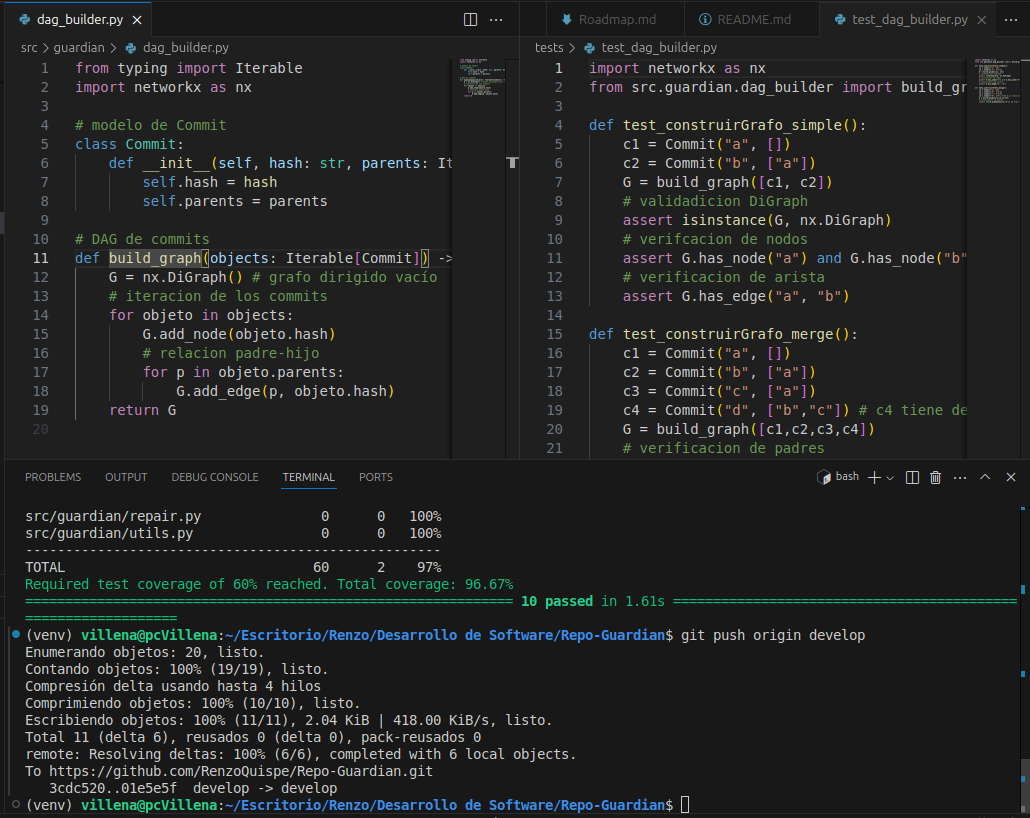 dag_builder.py
src > guardian > dag_builder.py
1 from typing import Iterable
2 import networkx as nx
3
4 # modelo de Commit
5 class Commit:
6 def __init__(self, hash: str, parents: It
7 self.hash = hash
8 self.parents = parents
9
10 # DAG de commits
11 def build_graph(objects: Iterable[Commit]) ->
12 G = nx.DiGraph() # grafo dirigido vacio
13 # iteracion de los commits
14 for objeto in objects:
15 G.add_node(objeto.hash)
16 # relacion padre-hijo
17 for p in objeto.parents:
18 G.add_edge(p, objeto.hash)
19 return G
20
Roadmap.md README.md test_dag_builder.py
tests > test_dag_builder.py
1 import networkx as nx
2 from src.guardian.dag_builder import build_gr
3
4 def test_construirGrafo_simple():
5 c1 = Commit("a", [])
6 c2 = Commit("b", ["a"])
7 G = build_graph([c1, c2])
8 # validadicion DiGraph
9 assert isinstance(G, nx.DiGraph)
10 # verifcacion de nodos
11 assert G.has_node("a") and G.has_node("b"
12 # verificacion de arista
13 assert G.has_edge("a", "b")
14
15 def test_construirGrafo_merge():
16 c1 = Commit("a", [])
17 c2 = Commit("b", ["a"])
18 c3 = Commit("c", ["a"])
19 c4 = Commit("d", ["b","c"]) # c4 tiene de
20 G = build_graph([c1,c2,c3,c4])
21 # verificacion de padres
PROBLEMS OUTPUT DEBUG CONSOLE TERMINAL PORTS
bash
src/guardian/repair.py 0 0 100%
src/guardian/utils.py 0 0 100%
----------------------------------------------------
TOTAL 60 2 97%
Required test coverage of 60% reached. Total coverage: 96.67%
============================================================= 10 passed in 1.61s ===========================================
===================
(venv) villena@pcVillena:~/Escritorio/Renzo/Desarrollo de Software/Repo-Guardian$ git push origin develop
Enumerando objetos: 20, listo.
Contando objetos: 100% (19/19), listo.
Compresión delta usando hasta 4 hilos
Comprimiendo objetos: 100% (10/10), listo.
Escribiendo objetos: 100% (11/11), 2.04 KiB | 418.00 KiB/s, listo.
Total 11 (delta 6), reusados 0 (delta 0), pack-reusados 0
remote: Resolving deltas: 100% (6/6), completed with 6 local objects.
To https://github.com/RenzoQuispe/Repo-Guardian.git
3cdc520..01e5e5f develop -> develop
(venv) villena@pcVillena:~/Escritorio/Renzo/Desarrollo de Software/Repo-Guardian$